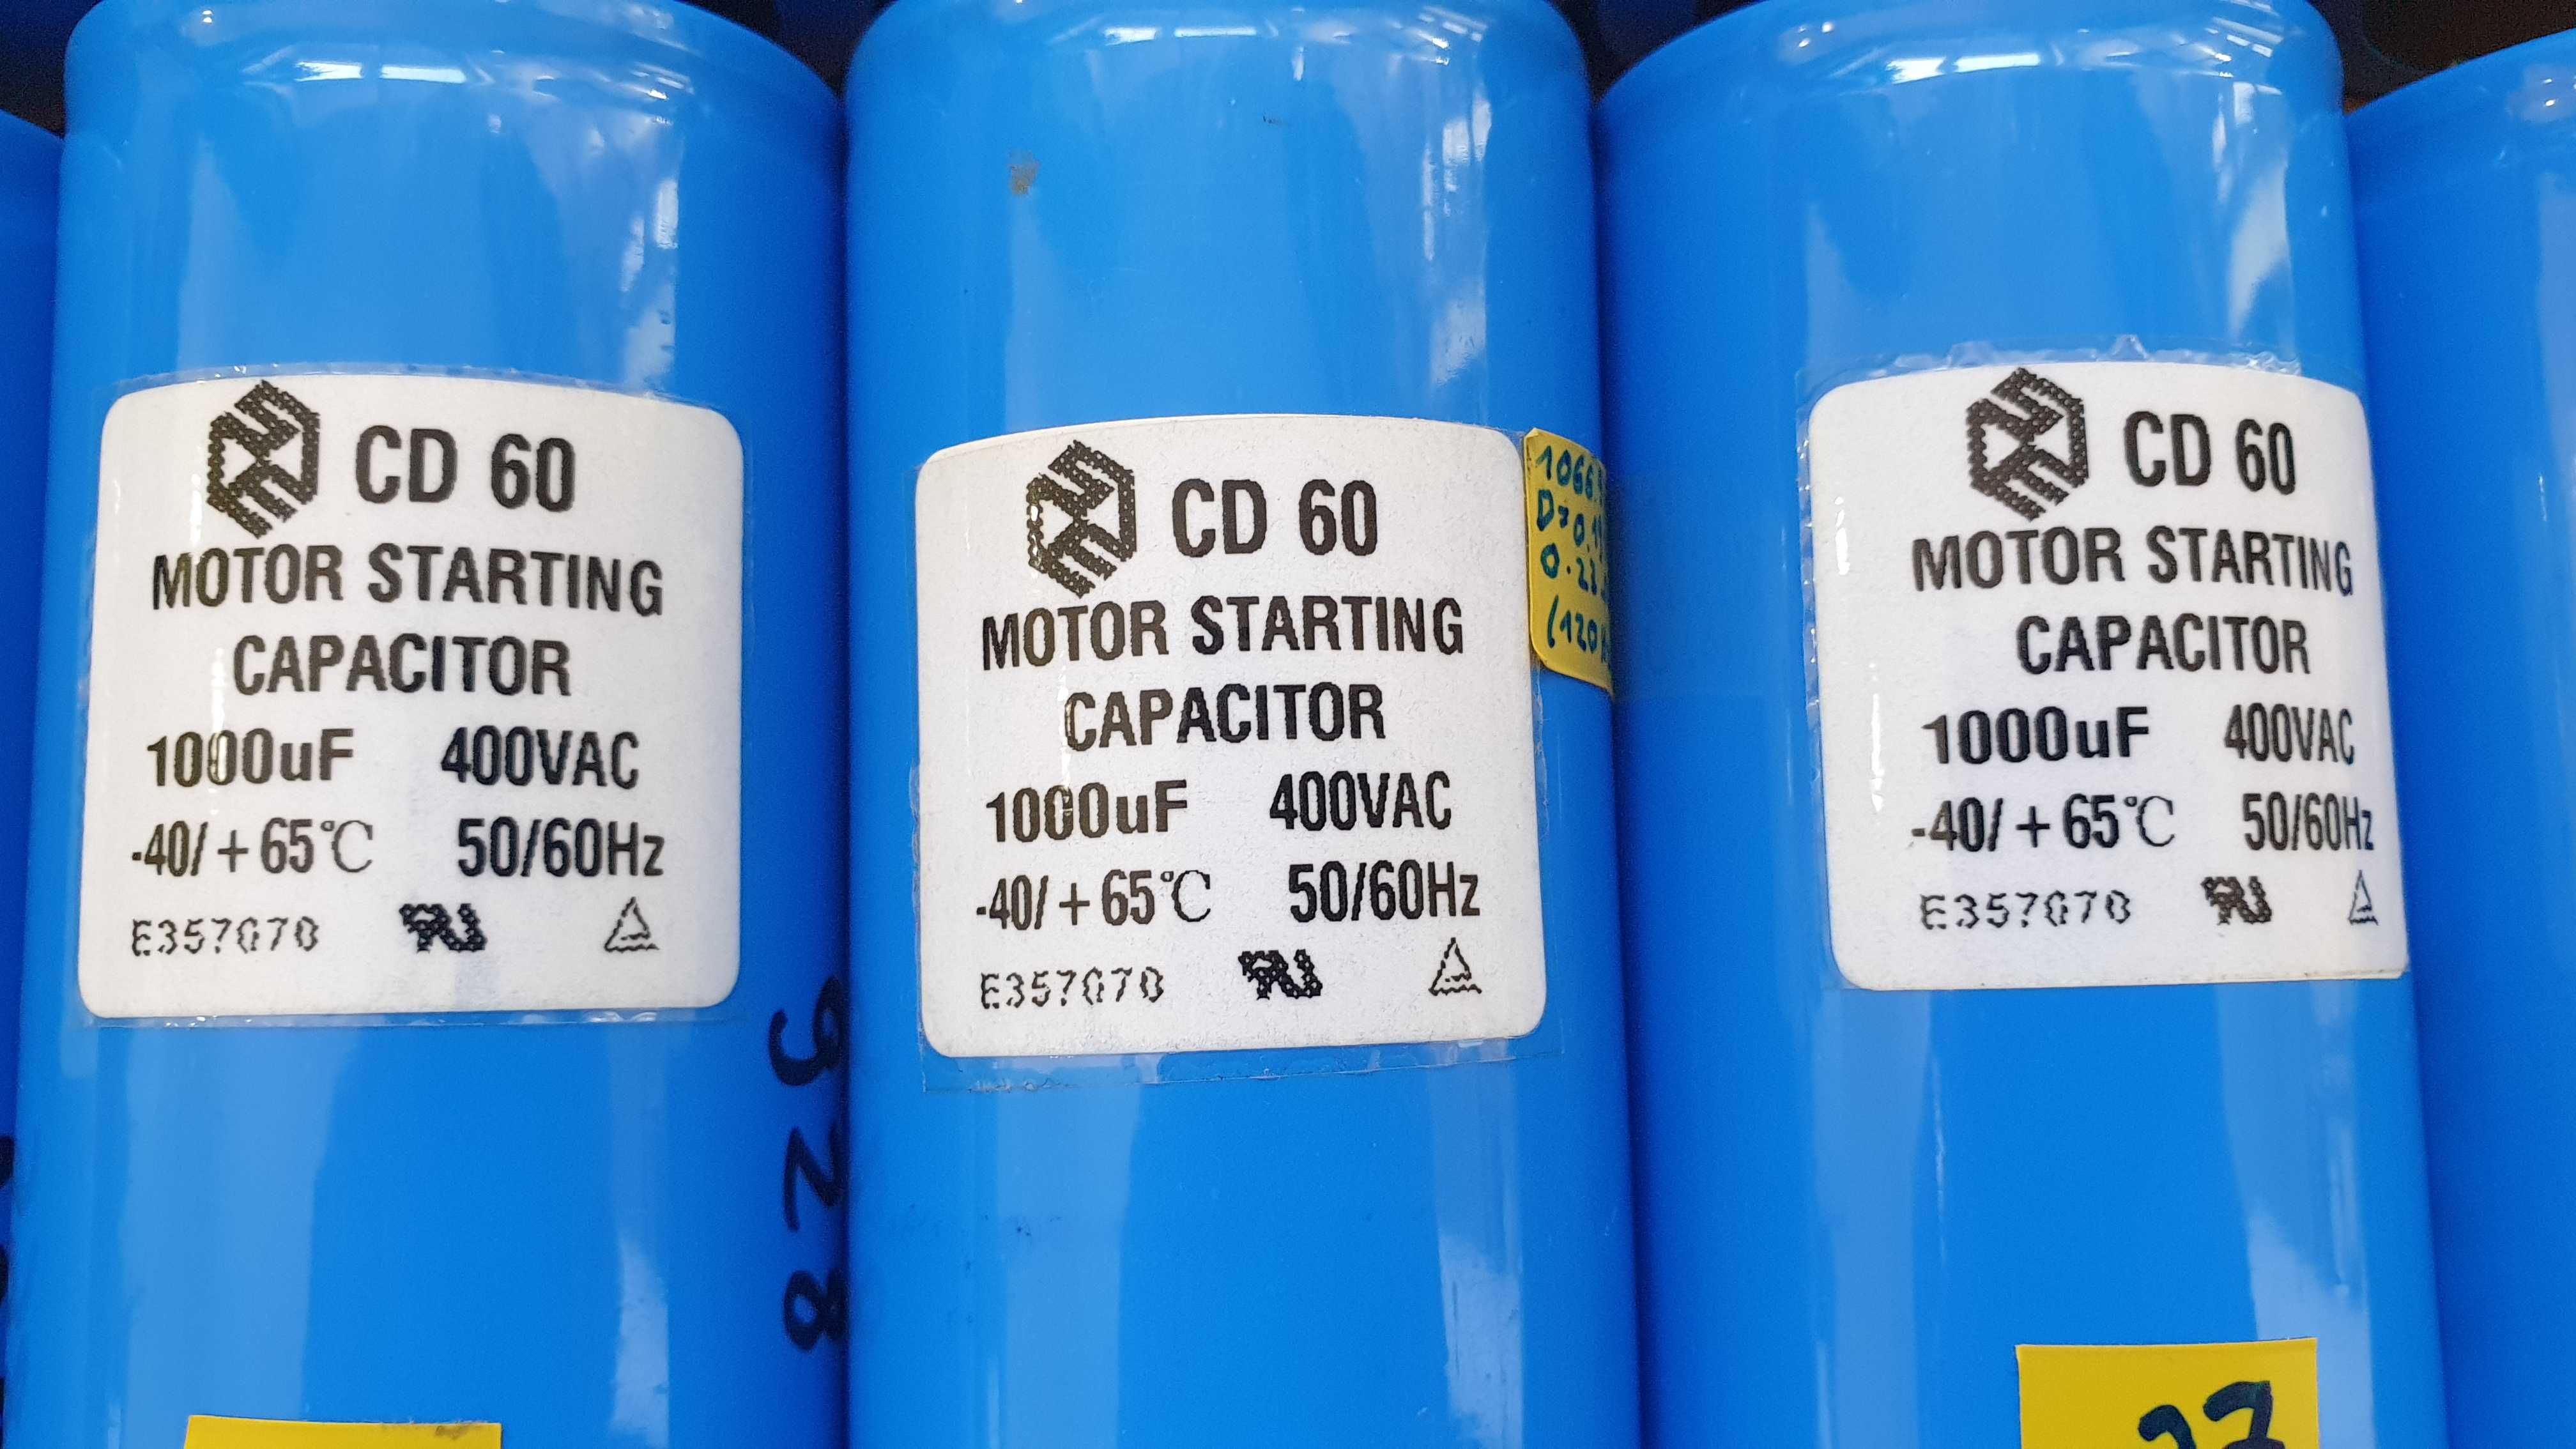 CD 60
MOTOR STARTING
CAPACITOR
1000uF 400VAC
-40/+65℃ 50/60Hz
E357070
928
CD 60
MOTOR STARTING
CAPACITOR
1000uF 400VAC
-40/+65℃ 50/60Hz
E357070
CD 60
MOTOR STARTING
CAPACITOR
1000uF 400VAC
-40/+65℃ 50/60Hz
E357070